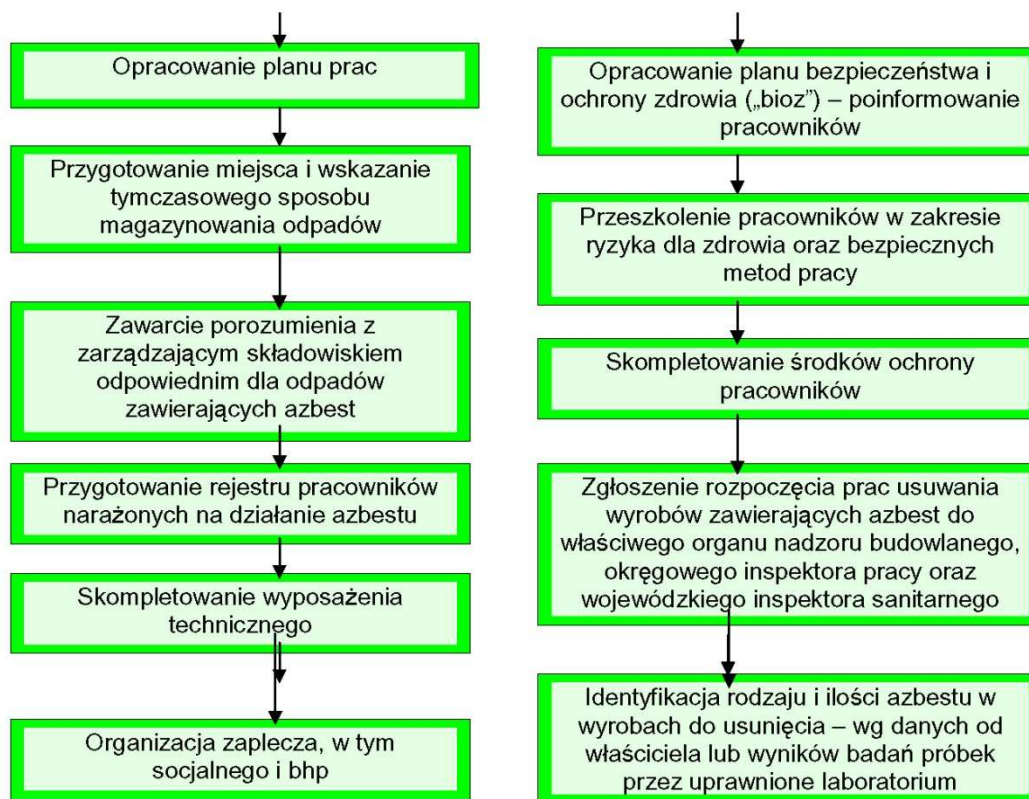 Opracowanie planu prac
Przygotowanie miejsca i wskazanie
tymczasowego sposobu
magazynowania odpadów
Zawarcie porozumienia z
zarządzającym składowiskiem
odpowiednim dla odpadów
zawierających azbest
Przygotowanie rejestru pracowników
narażonych na działanie azbestu
Skompletowanie wyposażenia
technicznego
Organizacja zaplecza, w tym
socjalnego i bhp
Opracowanie planu bezpieczeństwa i
ochrony zdrowia („bioz”) – poinformowanie
pracowników
Przeszkolenie pracowników w zakresie
ryzyka dla zdrowia oraz bezpiecznych
metod pracy
Skompletowanie środków ochrony
pracowników
Zgłoszenie rozpoczęcia prac usuwania
wyrobów zawierających azbest do
właściwego organu nadzoru budowlanego,
okręgowego inspektora pracy oraz
wojewódzkiego inspektora sanitarnego
Identyfikacja rodzaju i ilości azbestu w
wyrobach do usunięcia – wg danych od
właściciela lub wyników badań próbek
przez uprawnione laboratorium